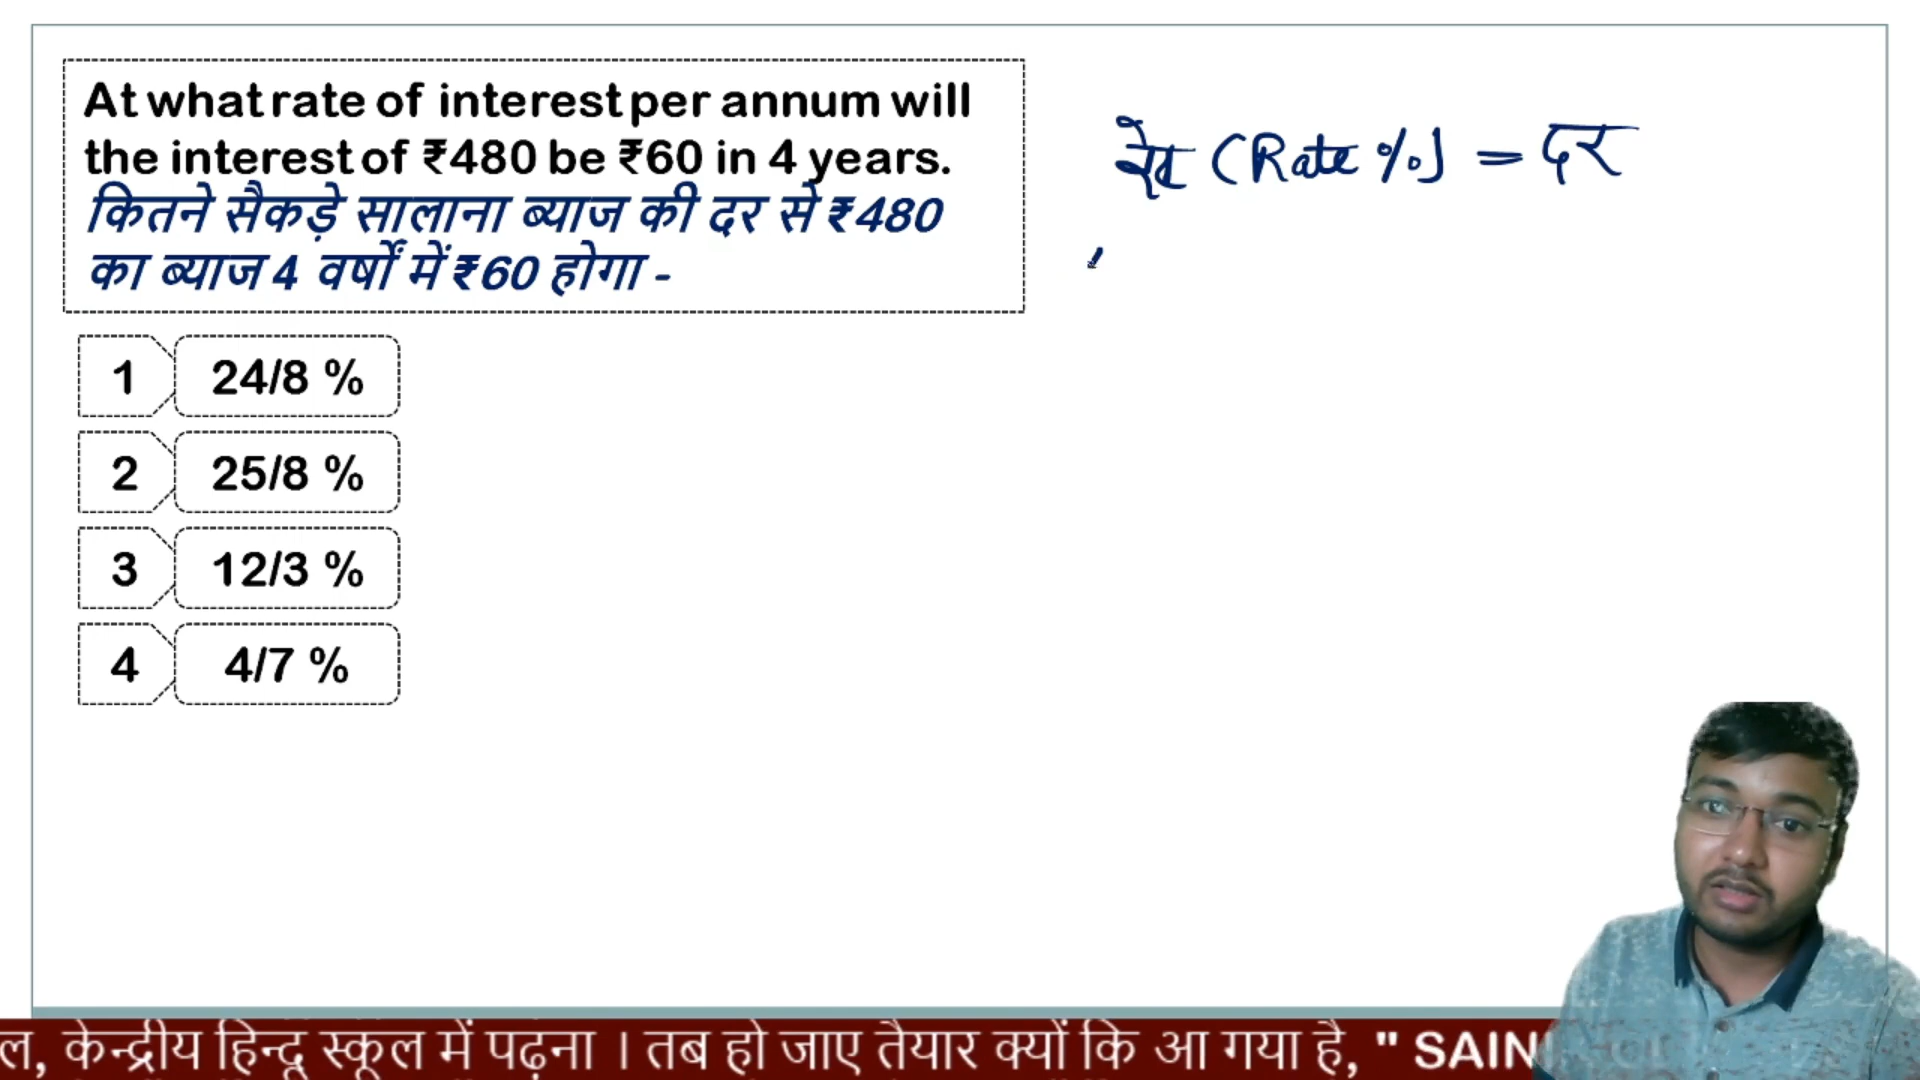 At what rate of interest per annum will
the interest of ₹480 be ₹60 in 4 years.
कितने सैकड़े सालाना ब्याज की दर से ₹480
का ब्याज 4 वर्षों में ₹60 होगा -
1 24/8 %
2 25/8 %
3 12/3 %
4 4/7 %
(Rate %) = दर
ल, केन्द्रीय हिन्दू स्कूल में पढ़ना । तब हो जाए तैयार क्यों कि आ गया है, " SAIN